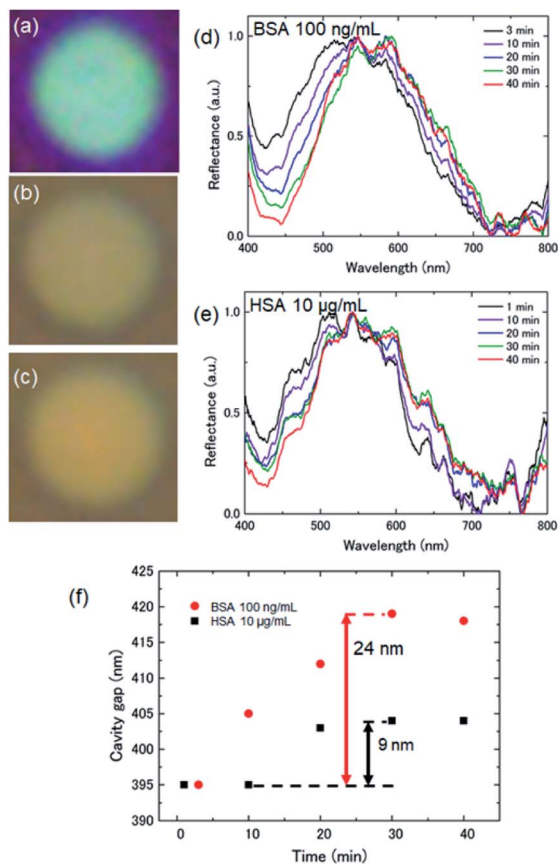 (a)
(b)
(c)
(d)
BSA 100 ng/mL
3 min
10 min
20 min
30 min
40 min
Reflectance (a.u.)
1.0
0.5
0.0
400 500 600 700 800
Wavelength (nm)
(e)
HSA 10 µg/mL
1 min
10 min
20 min
30 min
40 min
Reflectance (a.u.)
1.0
0.5
0.0
400 500 600 700 800
Wavelength (nm)
(f)
BSA 100 ng/mL
HSA 10 µg/mL
24 nm
9 nm
Cavity gap (nm)
425
420
415
410
405
400
395
390
0 10 20 30 40
Time (min)